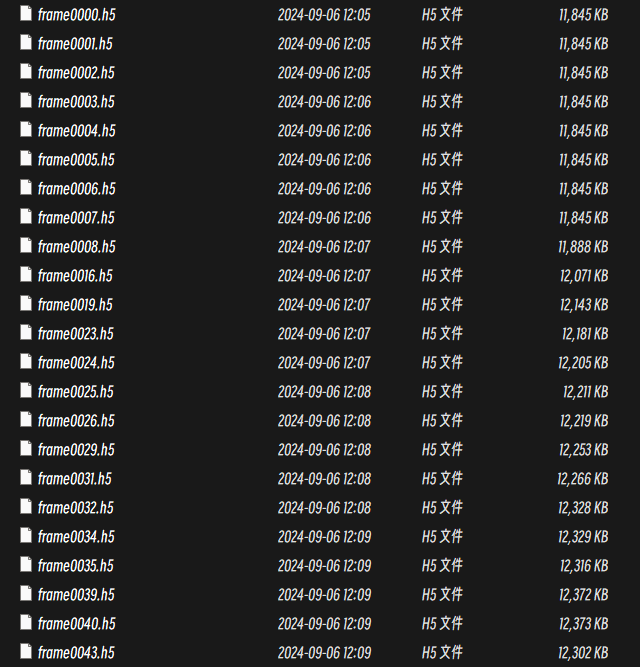 frame0000.h5 2024-09-06 12:05 H5 文件 11,845 KB
frame0001.h5 2024-09-06 12:05 H5 文件 11,845 KB
frame0002.h5 2024-09-06 12:05 H5 文件 11,845 KB
frame0003.h5 2024-09-06 12:06 H5 文件 11,845 KB
frame0004.h5 2024-09-06 12:06 H5 文件 11,845 KB
frame0005.h5 2024-09-06 12:06 H5 文件 11,845 KB
frame0006.h5 2024-09-06 12:06 H5 文件 11,845 KB
frame0007.h5 2024-09-06 12:06 H5 文件 11,845 KB
frame0008.h5 2024-09-06 12:07 H5 文件 11,888 KB
frame0016.h5 2024-09-06 12:07 H5 文件 12,071 KB
frame0019.h5 2024-09-06 12:07 H5 文件 12,143 KB
frame0023.h5 2024-09-06 12:07 H5 文件 12,181 KB
frame0024.h5 2024-09-06 12:07 H5 文件 12,205 KB
frame0025.h5 2024-09-06 12:08 H5 文件 12,211 KB
frame0026.h5 2024-09-06 12:08 H5 文件 12,219 KB
frame0029.h5 2024-09-06 12:08 H5 文件 12,253 KB
frame0031.h5 2024-09-06 12:08 H5 文件 12,266 KB
frame0032.h5 2024-09-06 12:08 H5 文件 12,328 KB
frame0034.h5 2024-09-06 12:09 H5 文件 12,329 KB
frame0035.h5 2024-09-06 12:09 H5 文件 12,316 KB
frame0039.h5 2024-09-06 12:09 H5 文件 12,372 KB
frame0040.h5 2024-09-06 12:09 H5 文件 12,373 KB
frame0043.h5 2024-09-06 12:09 H5 文件 12,302 KB